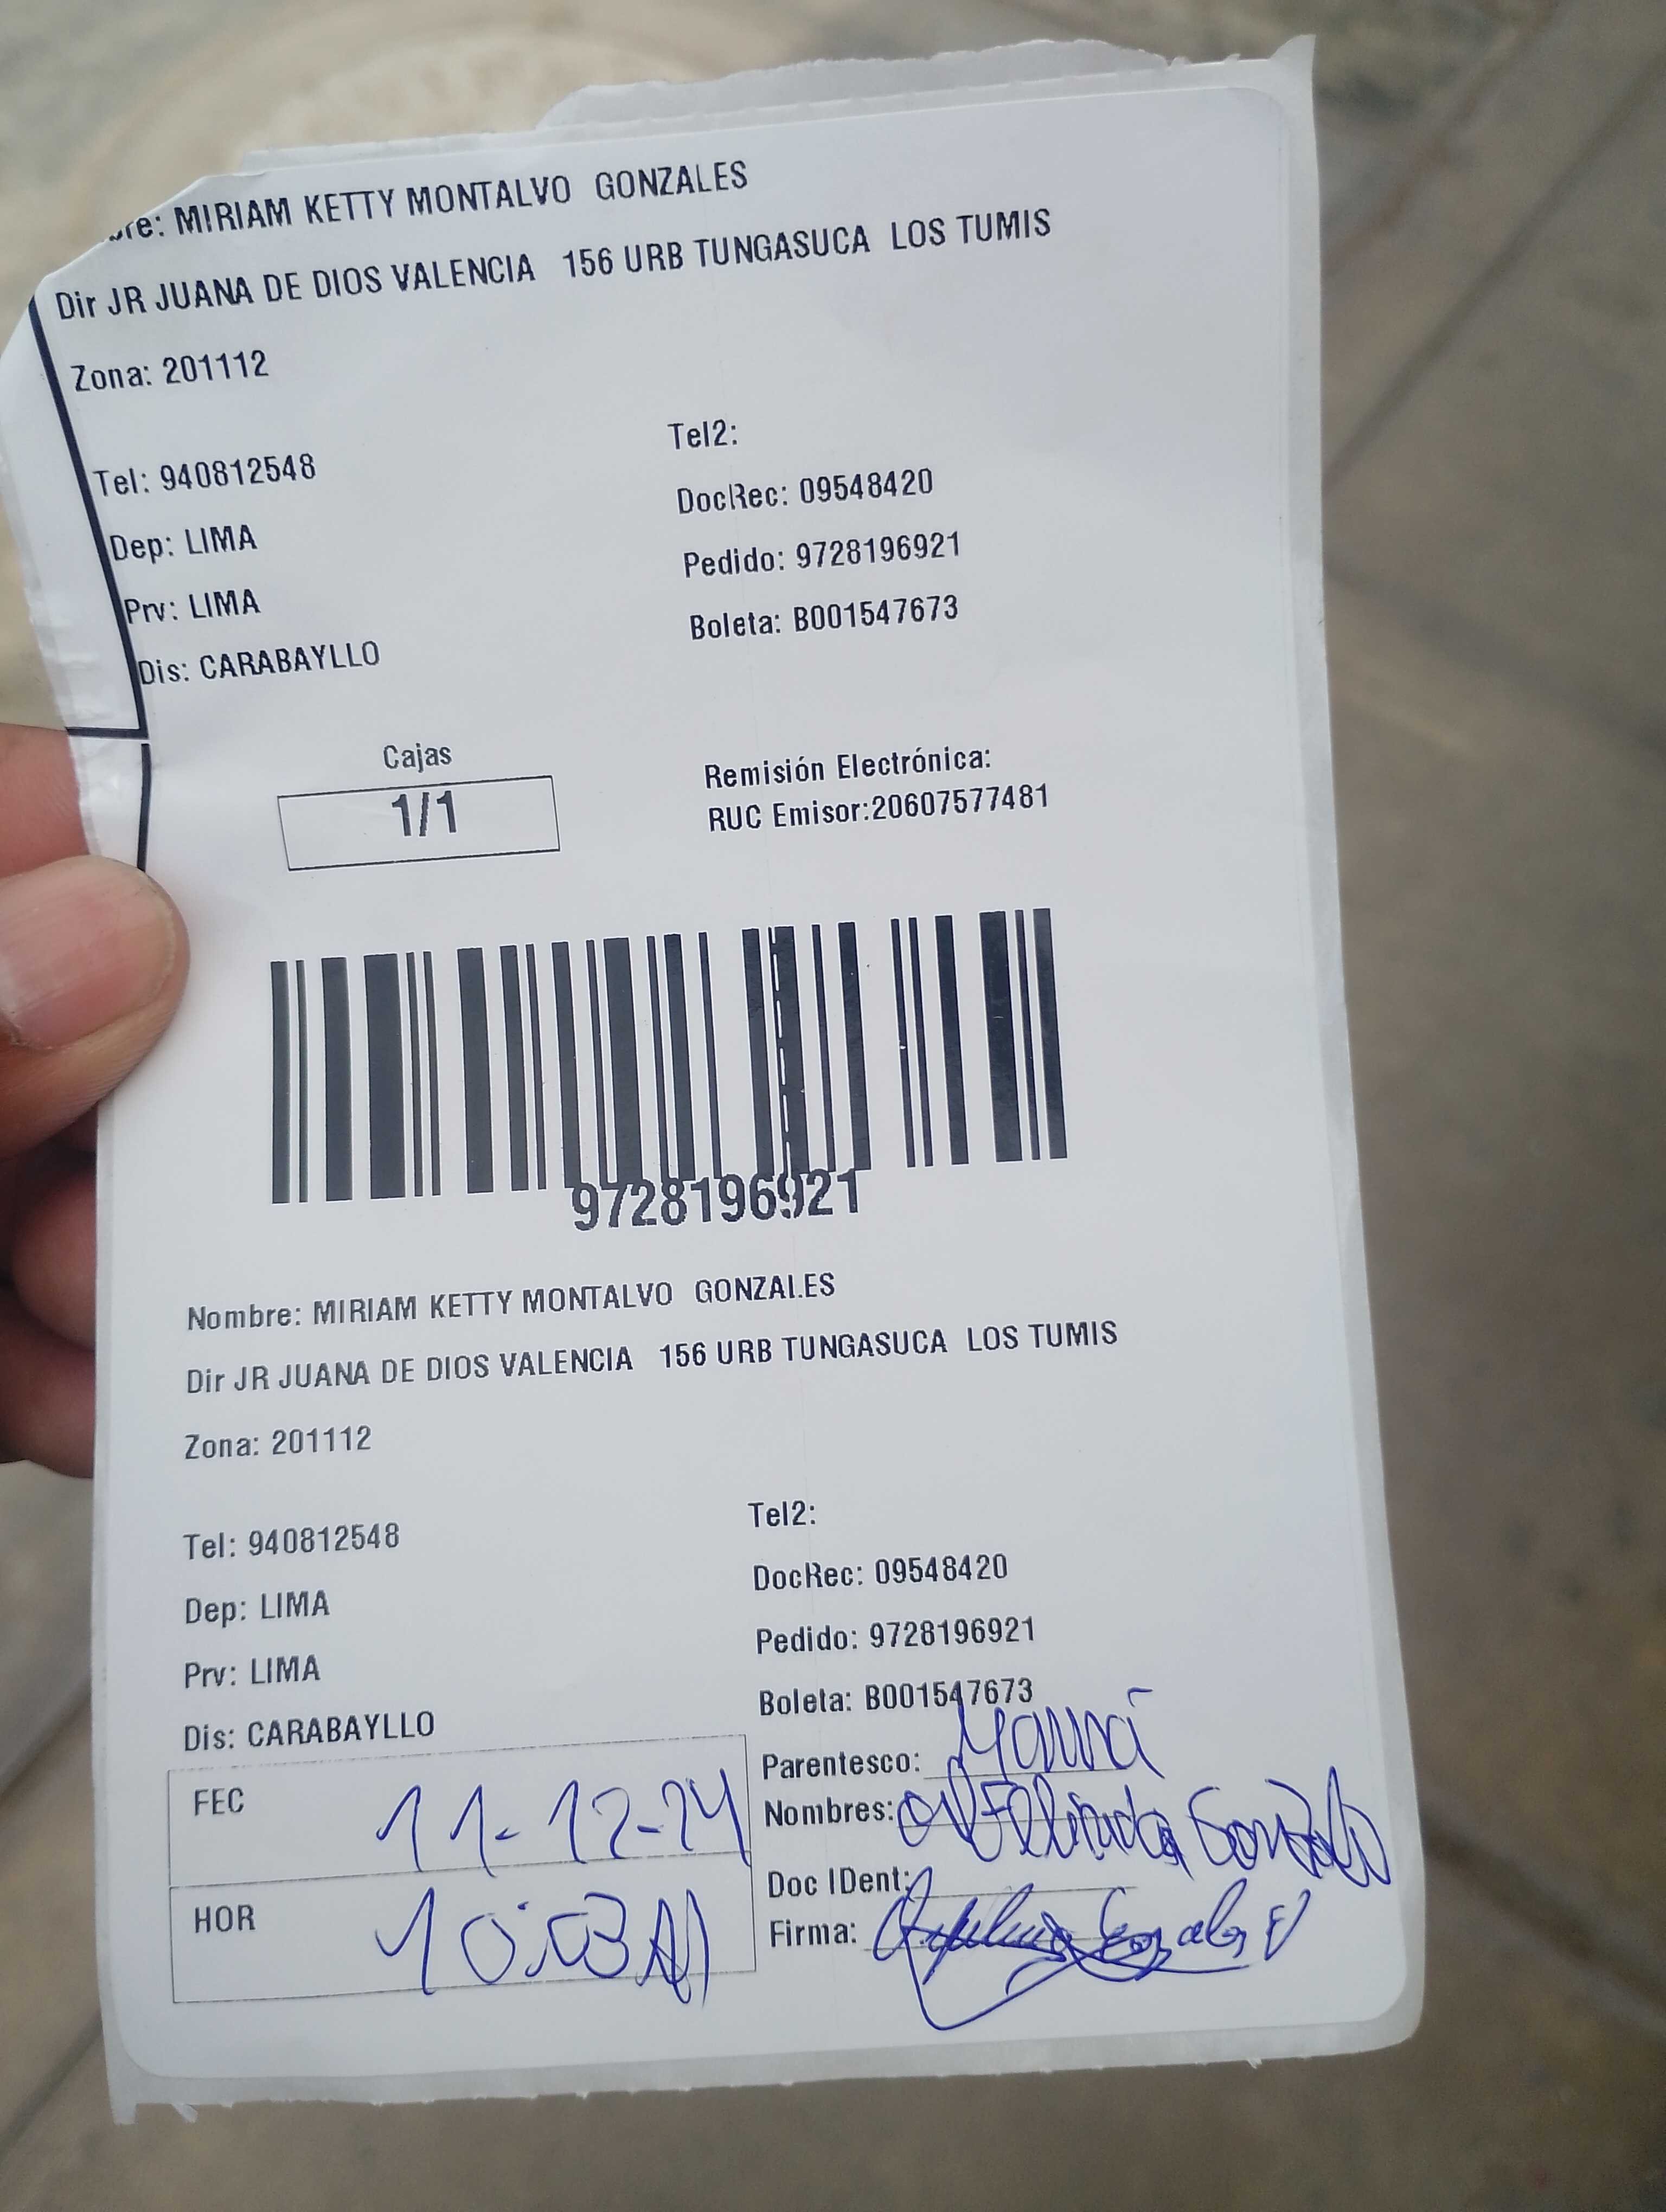 re: MIRIAM KETTY MONTALVO GONZALES
Dir JR JUANA DE DIOS VALENCIA 156 URB TUNGASUCA LOS TUMIS
Zona: 201112
Tel: 940812548
Tel2:
DocRec: 09548420
Dep: LIMA
Pedido: 9728196921
Prv: LIMA
Boleta: B001547673
Dis: CARABAYLLO
Cajas
1/1
Remisión Electrónica:
RUC Emisor:20607577481
9728196921
Nombre: MIRIAM KETTY MONTALVO GONZALES
Dir JR JUANA DE DIOS VALENCIA 156 URB TUNGASUCA LOS TUMIS
Zona: 201112
Tel: 940812548
Tel2:
DocRec: 09548420
Dep: LIMA
Pedido: 9728196921
Prv: LIMA
Boleta: B001547673
Dis: CARABAYLLO
Parentesco: Mamá
FEC 11-12-24
Nombres:
Doc IDent:
HOR 10:03 AM
Firma: